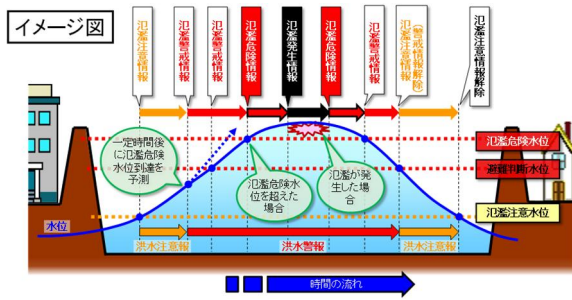 イメージ図
氾濫注意情報
氾濫警戒情報
氾濫警戒情報
氾濫危険情報
氾濫発生情報
氾濫危険情報
氾濫警戒情報
氾濫注意情報
(警戒情報解除)
氾濫注意情報解除
一定時間後
に氾濫危険
水位到達を
予測
氾濫危険水
位を超えた
場合
氾濫が発
生した場
合
氾濫危険水位
避難判断水位
氾濫注意水位
水位
洪水注意報
洪水警報
洪水注意報
時間の流れ